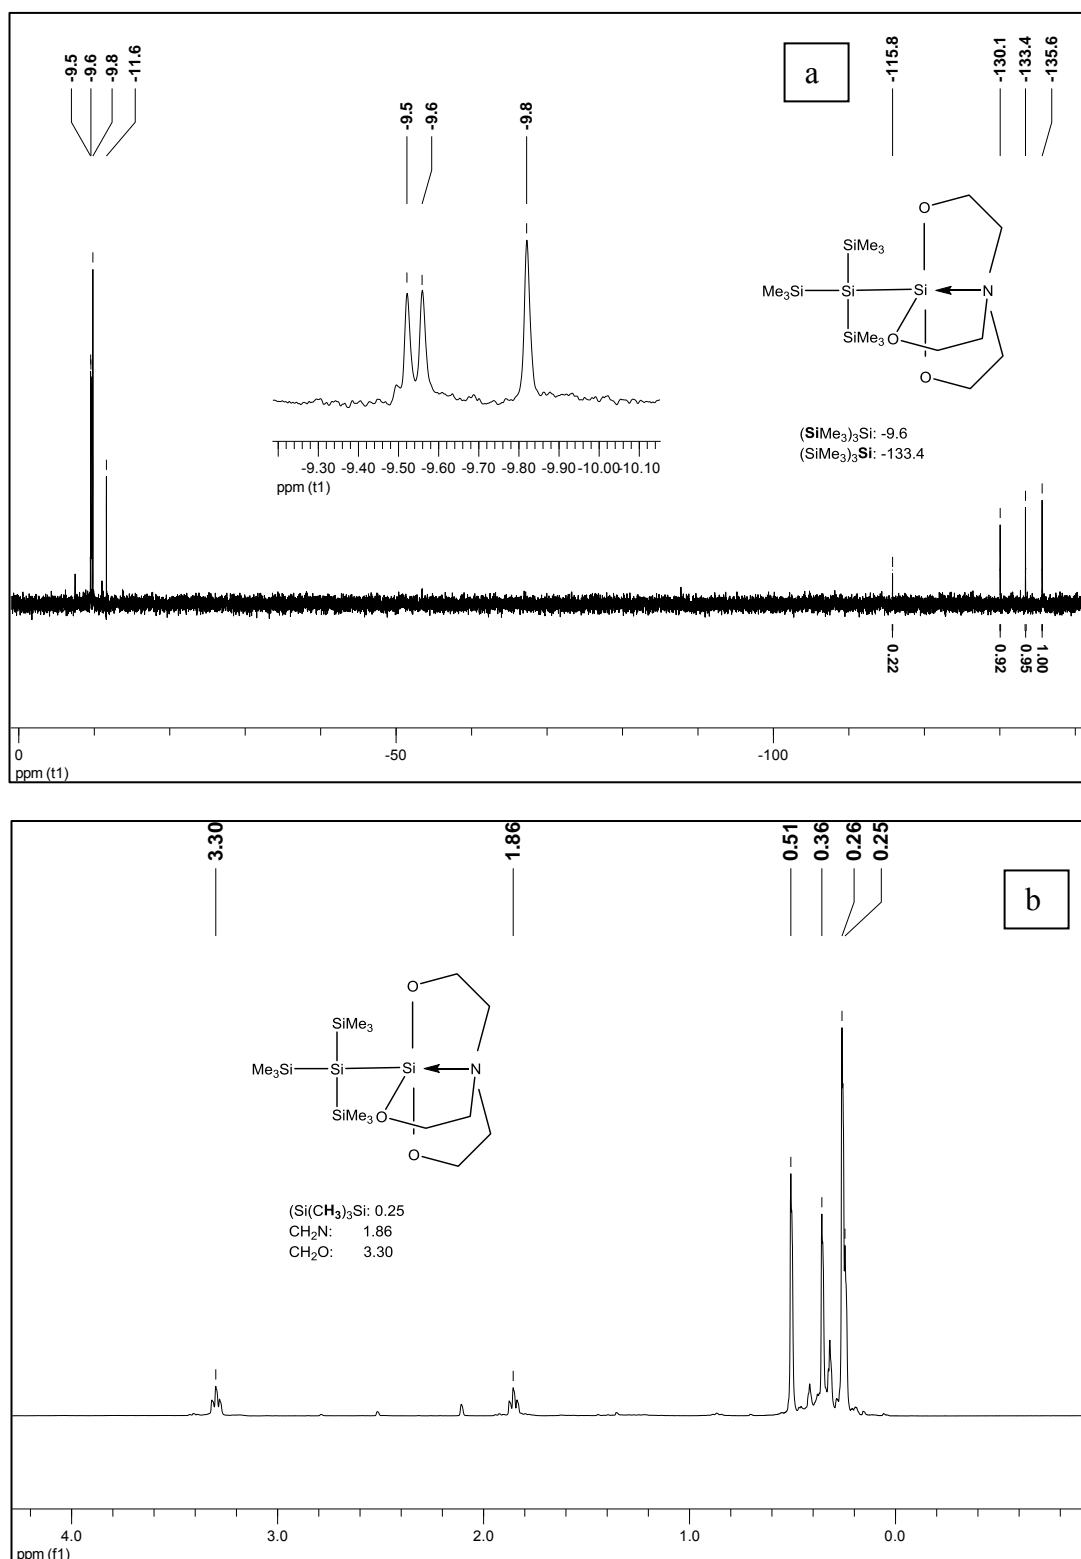 -9.5
-9.6
-9.8
-11.6
-115.8
-130.1
-133.4
-135.6
a
-9.5
-9.6
-9.8
O
SiMe3
Me3Si
Si
Si
N
SiMe3
O
O
(SiMe3)3Si: -9.6
(SiMe3)3Si: -133.4
-9.30 -9.40 -9.50 -9.60 -9.70 -9.80 -9.90 -10.00 -10.10
ppm (t1)
0.22
0.92
0.95
1.00
0 -50 -100
ppm (t1)
3.30
1.86
0.51
0.36
0.26
0.25
b
O
SiMe3
Me3Si
Si
Si
N
SiMe3
O
O
(Si(CH3)3Si: 0.25
CH2N: 1.86
CH2O: 3.30
4.0 3.0 2.0 1.0 0.0
ppm (f1)